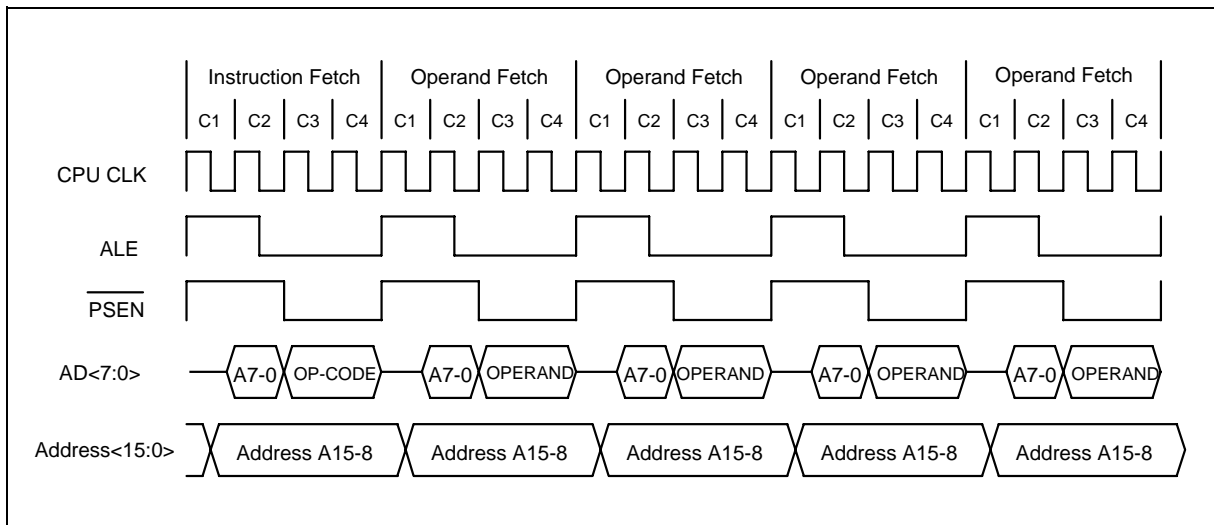 Instruction Fetch Operand Fetch Operand Fetch Operand Fetch Operand Fetch
C1 C2 C3 C4 C1 C2 C3 C4 C1 C2 C3 C4 C1 C2 C3 C4 C1 C2 C3 C4
CPU CLK
ALE
PSEN
AD<7:0> A7-0 OP-CODE A7-0 OPERAND A7-0 OPERAND A7-0 OPERAND A7-0 OPERAND
Address<15:0> Address A15-8 Address A15-8 Address A15-8 Address A15-8 Address A15-8